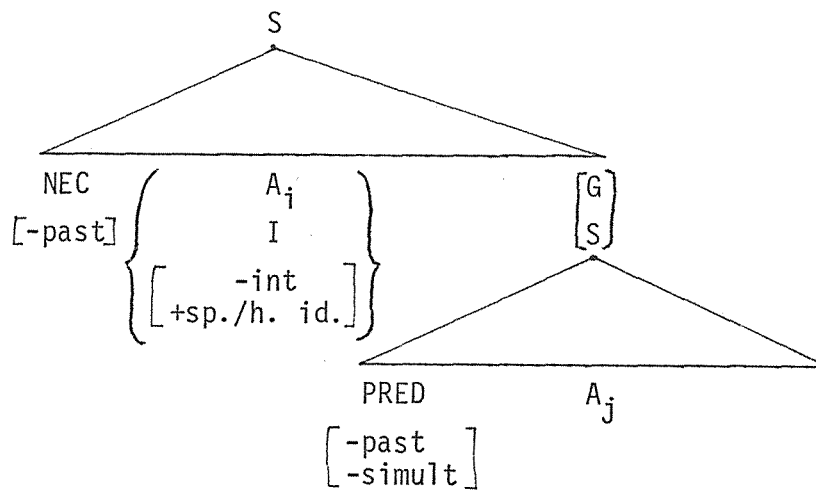 S
NEC { A_i [G
[-past] I S]
[ -int
+sp./h. id. ] }
PRED A_j
[ -past
-simult ]